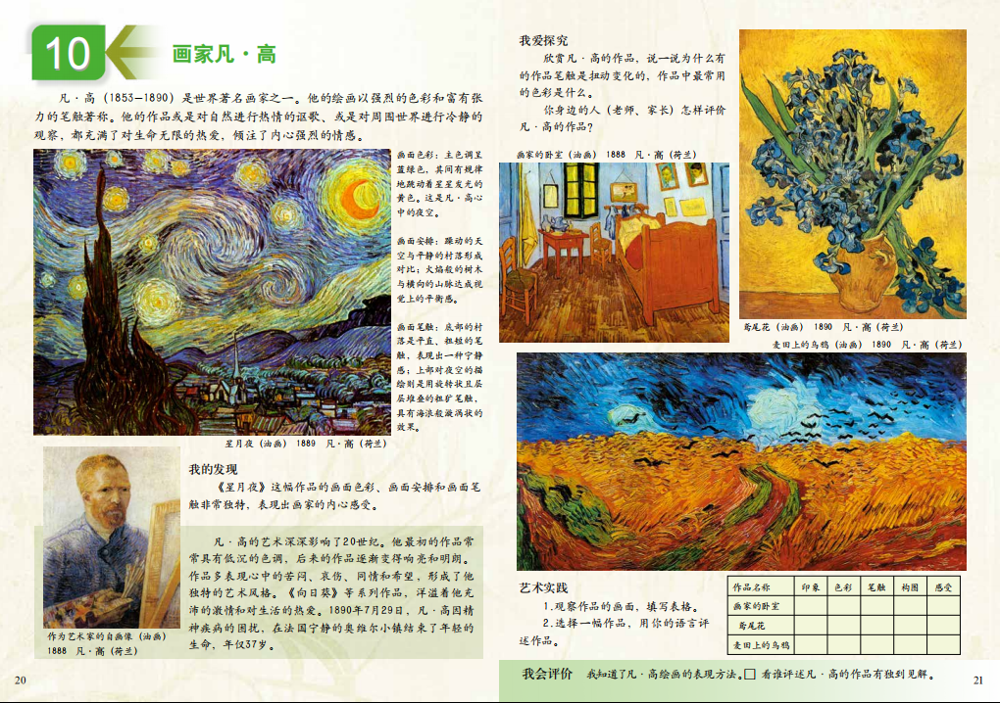 10
画家凡·高
凡·高（1853—1890）是世界著名画家之一。他的绘画以强烈的色彩和富有张
力的笔触著称。他的作品或是对自然进行热情的讴歌、或是对周围世界进行冷静的
观察，都充满了对生命无限的热爱，倾注了内心强烈的情感。
画面色彩：主色调呈
蓝绿色，其间有规律
地跳动着星星发光的
黄色。这是凡·高心
中的夜空。
画面安排：躁动的天
空与平静的村落形成
对比；火焰般的树木
与横向的山脉达成视
觉上的平衡感。
画面笔触：底部的村
落是平直、粗短的笔
触，表现出一种宁静
感；上部对夜空的描
绘则是用旋转状且层
层堆叠的粗犷笔触，
具有海浪般漩涡状的
效果。
星月夜（油画） 1889 凡·高（荷兰）
我的发现
《星月夜》这幅作品的画面色彩、画面安排和画面笔
触非常独特，表现出画家的内心感受。
凡·高的艺术深深影响了20世纪。他最初的作品常
常具有低沉的色调，后来的作品逐渐变得响亮和明朗。
作品多表现心中的苦闷、哀伤、同情和希望，形成了他
独特的艺术风格。《向日葵》等系列作品，洋溢着他充
沛的激情和对生活的热爱。1890年7月29日，凡·高因精
神疾病的困扰，在法国宁静的奥维尔小镇结束了年轻的
生命，年仅37岁。
作为艺术家的自画像（油画）
1888 凡·高（荷兰）
20
我爱探究
欣赏凡·高的作品，说一说为什么有
的作品笔触是扭动变化的，作品中最常用
的色彩是什么。
你身边的人（老师、家长）怎样评价
凡·高的作品？
画家的卧室（油画） 1888 凡·高（荷兰）
鸢尾花（油画） 1890 凡·高（荷兰）
麦田上的乌鸦（油画） 1890 凡·高（荷兰）
艺术实践
1.观察作品的画面，填写表格。
2.选择一幅作品，用你的语言评
述作品。
作品名称 印象 色彩 笔触 构图 感受
画家的卧室
鸢尾花
麦田上的乌鸦
我会评价 我知道了凡·高绘画的表现方法。□ 看谁评述凡·高的作品有独到见解。
21